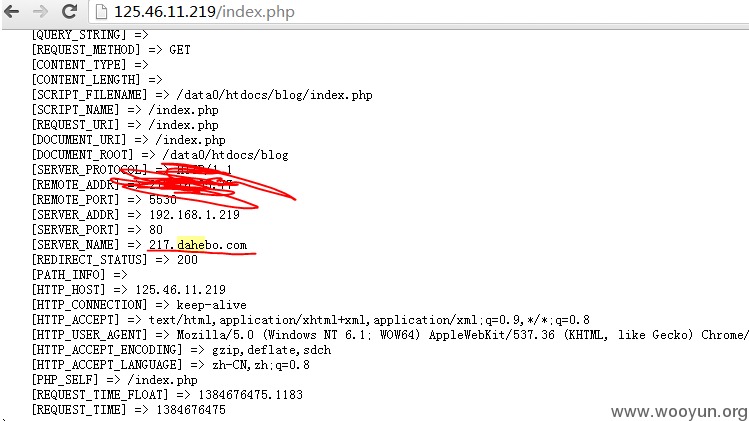 125.46.11.219/index.php
[QUERY_STRING] =>
[REQUEST_METHOD] => GET
[CONTENT_TYPE] =>
[CONTENT_LENGTH] =>
[SCRIPT_FILENAME] => /data0/htdocs/blog/index.php
[SCRIPT_NAME] => /index.php
[REQUEST_URI] => /index.php
[DOCUMENT_URI] => /index.php
[DOCUMENT_ROOT] => /data0/htdocs/blog
[SERVER_PROTOCOL] => HTTP/1.1
[REMOTE_ADDR] =>
[REMOTE_PORT] => 5530
[SERVER_ADDR] => 192.168.1.219
[SERVER_PORT] => 80
[SERVER_NAME] => 217.dahebo.com
[REDIRECT_STATUS] => 200
[PATH_INFO] =>
[HTTP_HOST] => 125.46.11.219
[HTTP_CONNECTION] => keep-alive
[HTTP_ACCEPT] => text/html,application/xhtml+xml,application/xml;q=0.9,*/*;q=0.8
[HTTP_USER_AGENT] => Mozilla/5.0 (Windows NT 6.1; WOW64) AppleWebKit/537.36 (KHTML, like Gecko) Chrome/
[HTTP_ACCEPT_ENCODING] => gzip,deflate,sdch
[HTTP_ACCEPT_LANGUAGE] => zh-CN,zh;q=0.8
[PHP_SELF] => /index.php
[REQUEST_TIME_FLOAT] => 1384676475.1183
[REQUEST_TIME] => 1384676475
)
www.wooyun.org